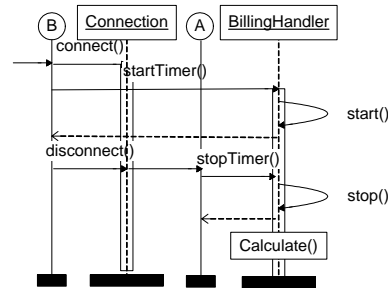 B
Connection
A
BillingHandler
connect()
startTimer()
start()
disconnect()
stopTimer()
stop()
Calculate()